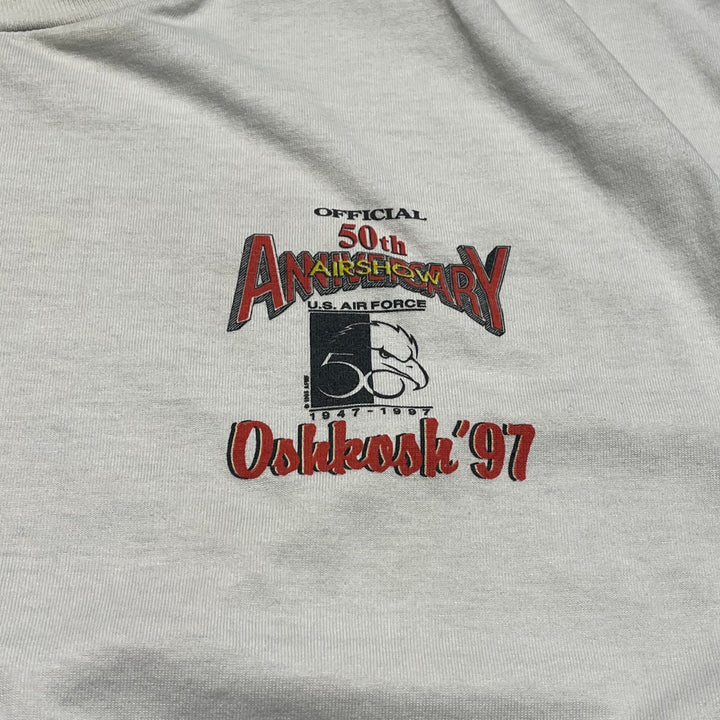 OFFICIAL
50th
ANNIVERSARY
AIRSHOW
U.S. AIR FORCE
50
1947-1997
Oshkosh '97